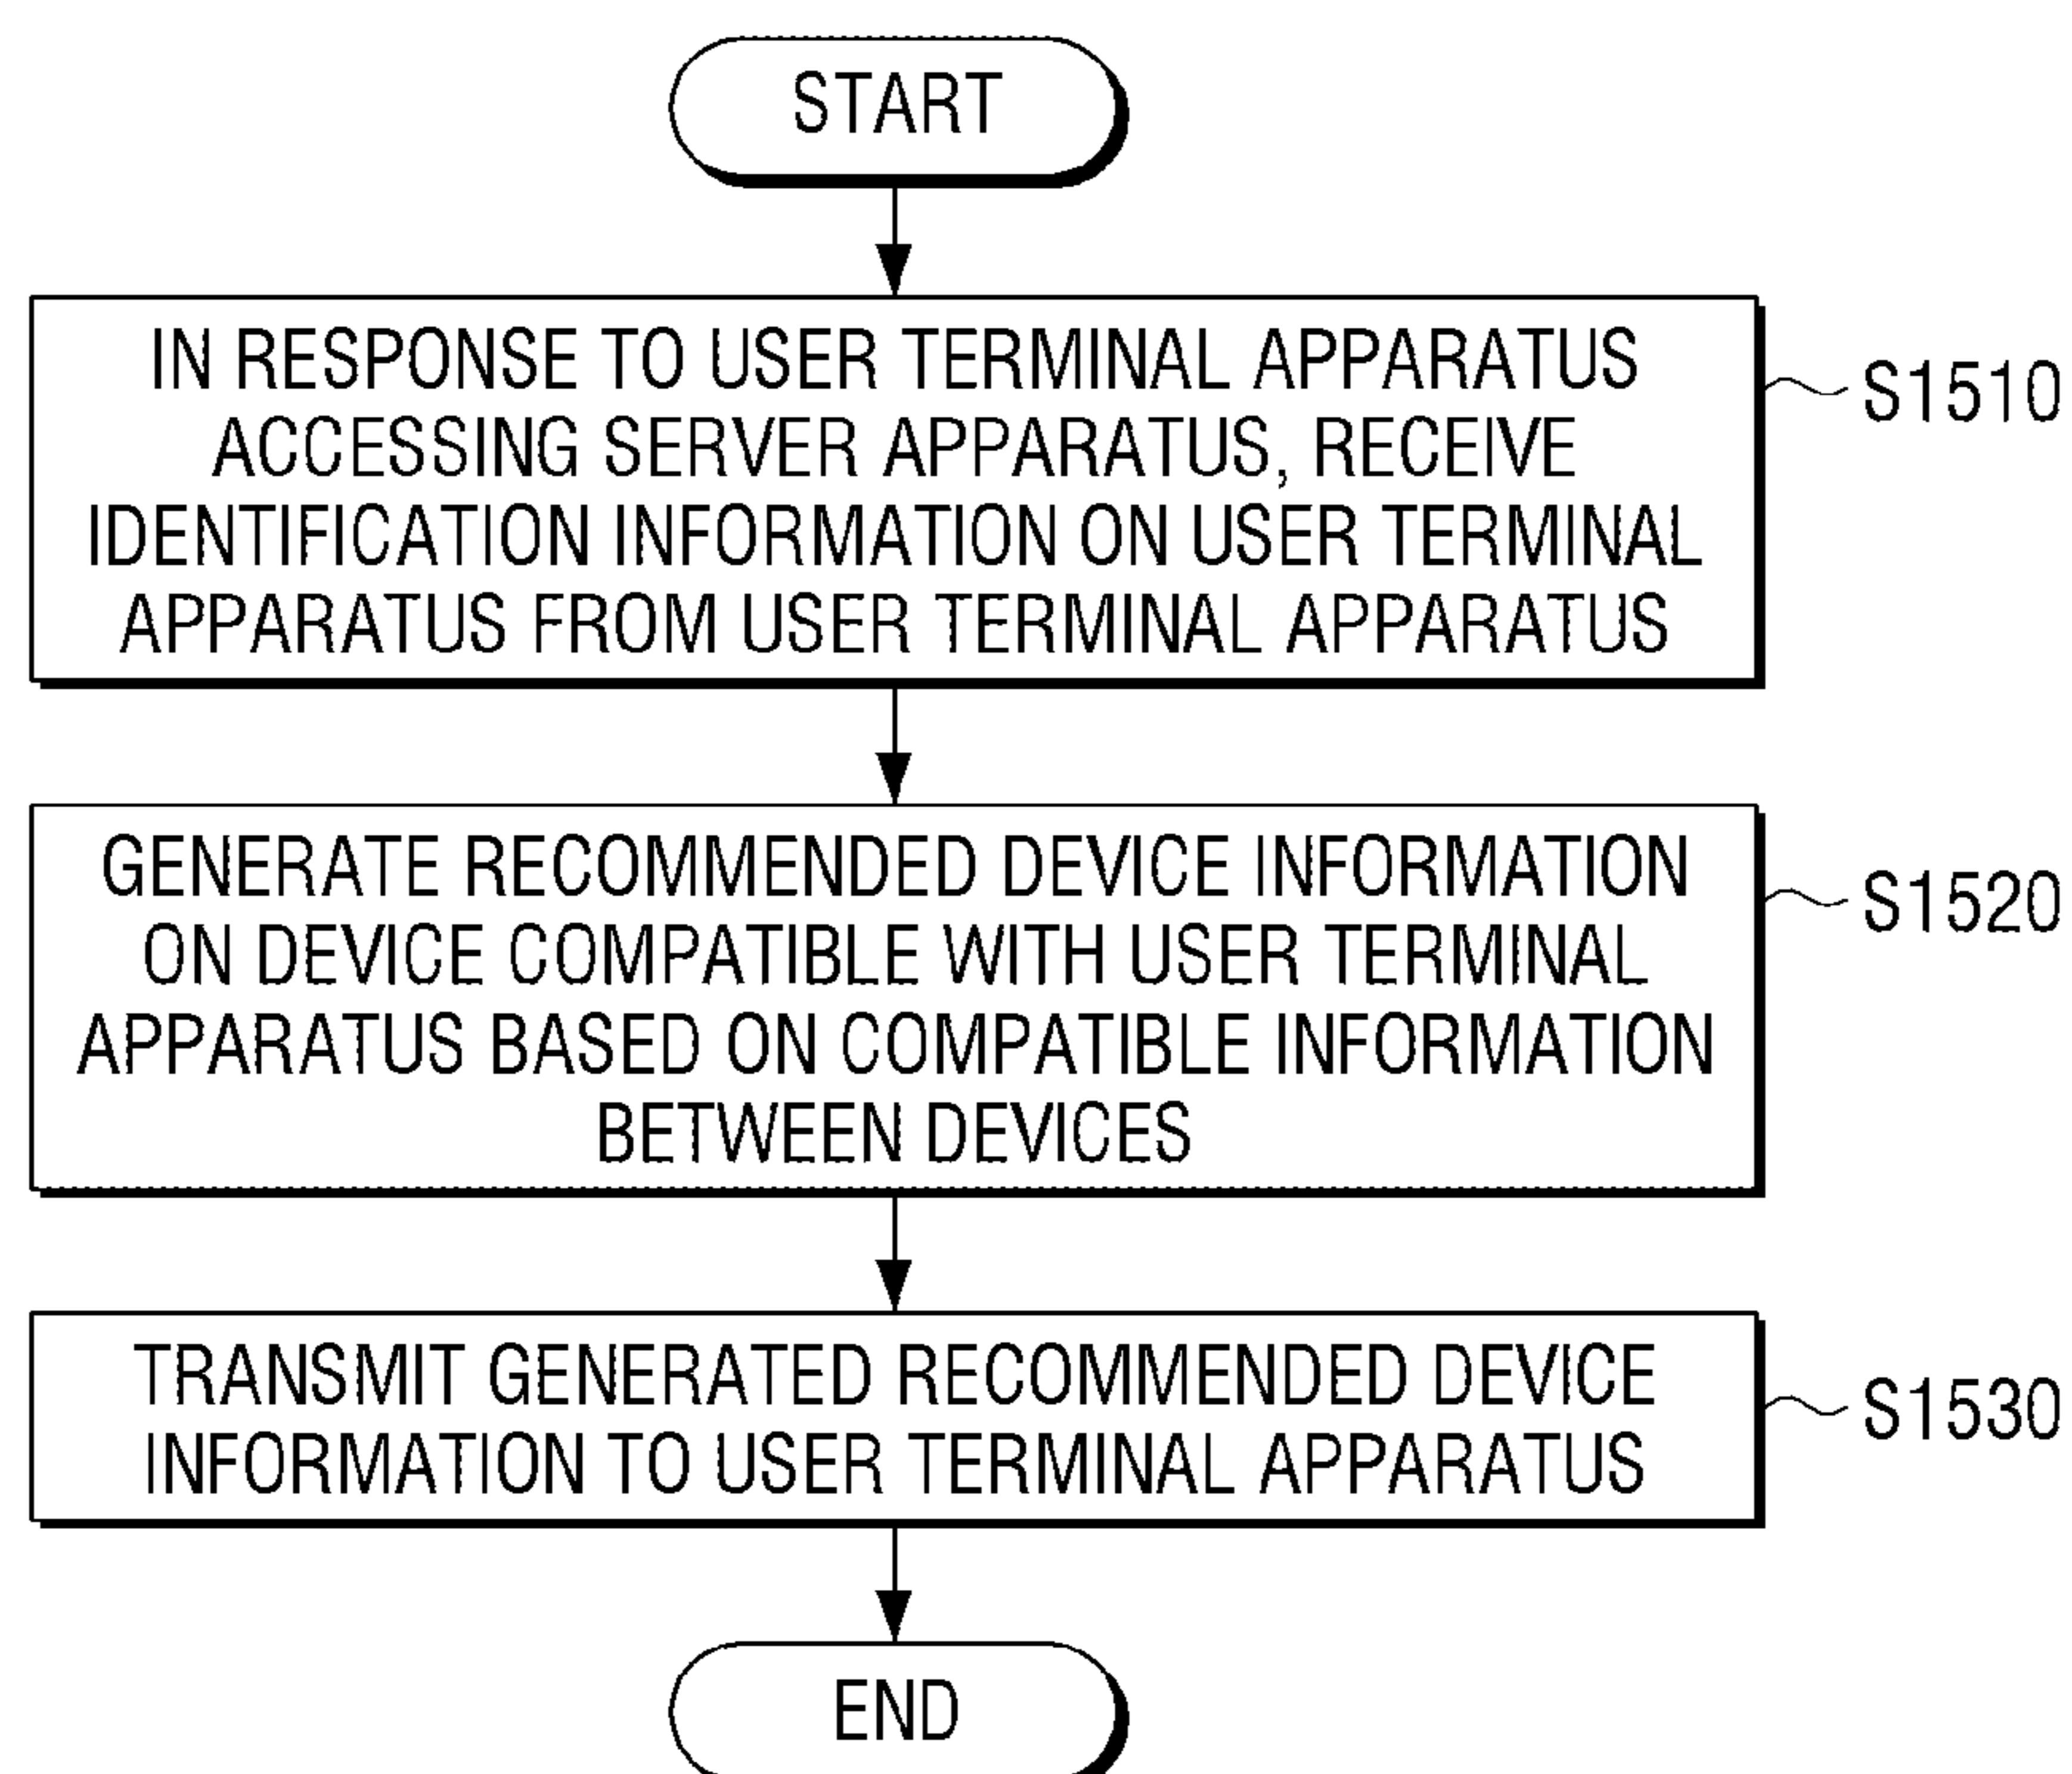 START
IN RESPONSE TO USER TERMINAL APPARATUS
ACCESSING SERVER APPARATUS, RECEIVE
IDENTIFICATION INFORMATION ON USER TERMINAL
APPARATUS FROM USER TERMINAL APPARATUS
S1510
GENERATE RECOMMENDED DEVICE INFORMATION
ON DEVICE COMPATIBLE WITH USER TERMINAL
APPARATUS BASED ON COMPATIBLE INFORMATION
BETWEEN DEVICES
S1520
TRANSMIT GENERATED RECOMMENDED DEVICE
INFORMATION TO USER TERMINAL APPARATUS
S1530
END